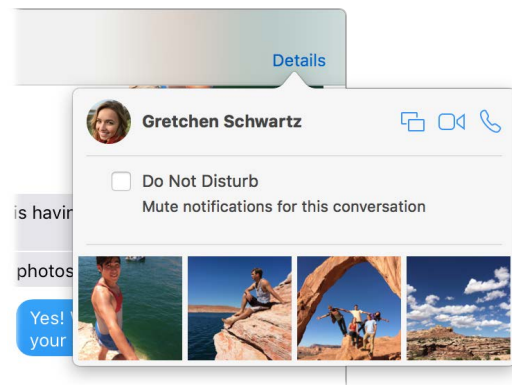 Details
Gretchen Schwartz
Do Not Disturb
Mute notifications for this conversation
is havin
photos
Yes!
your